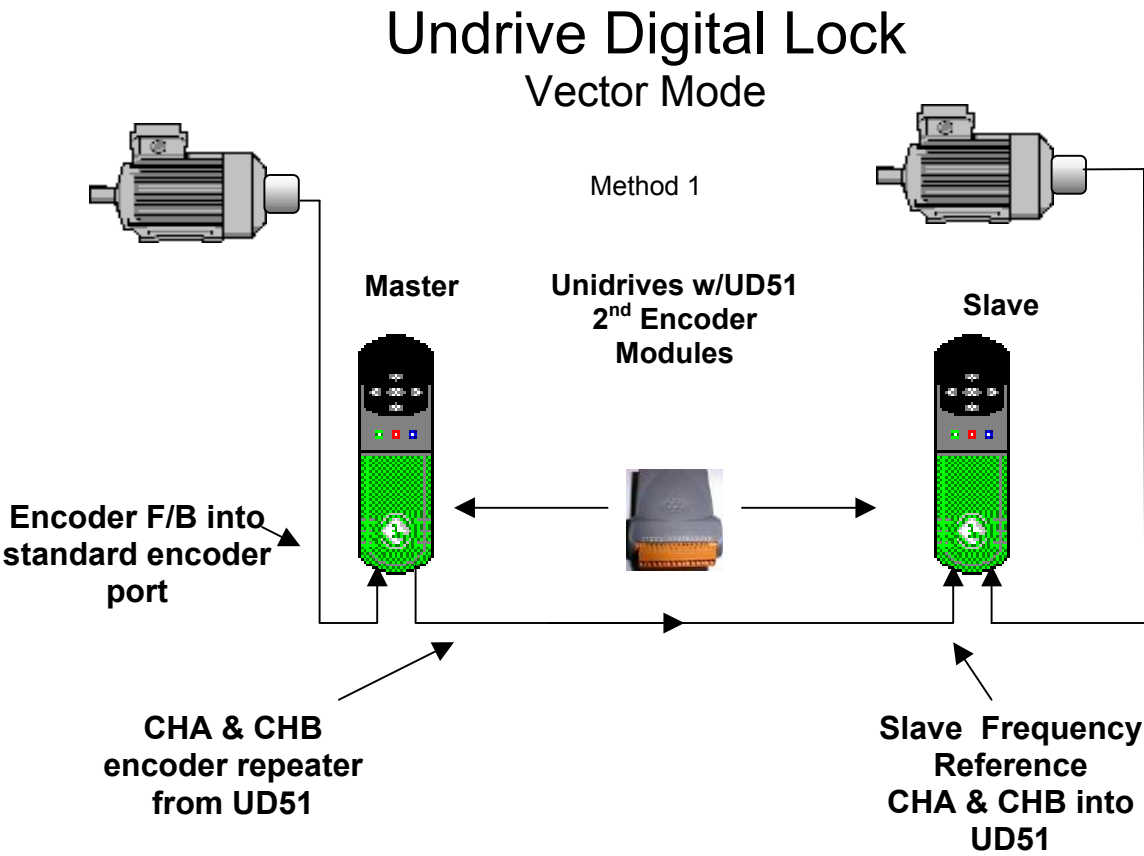 Undrive Digital Lock
Vector Mode
Method 1
Master
Unidrives w/UD51
2nd Encoder
Modules
Slave
Encoder F/B into
standard encoder
port
CHA & CHB
encoder repeater
from UD51
Slave Frequency
Reference
CHA & CHB into
UD51